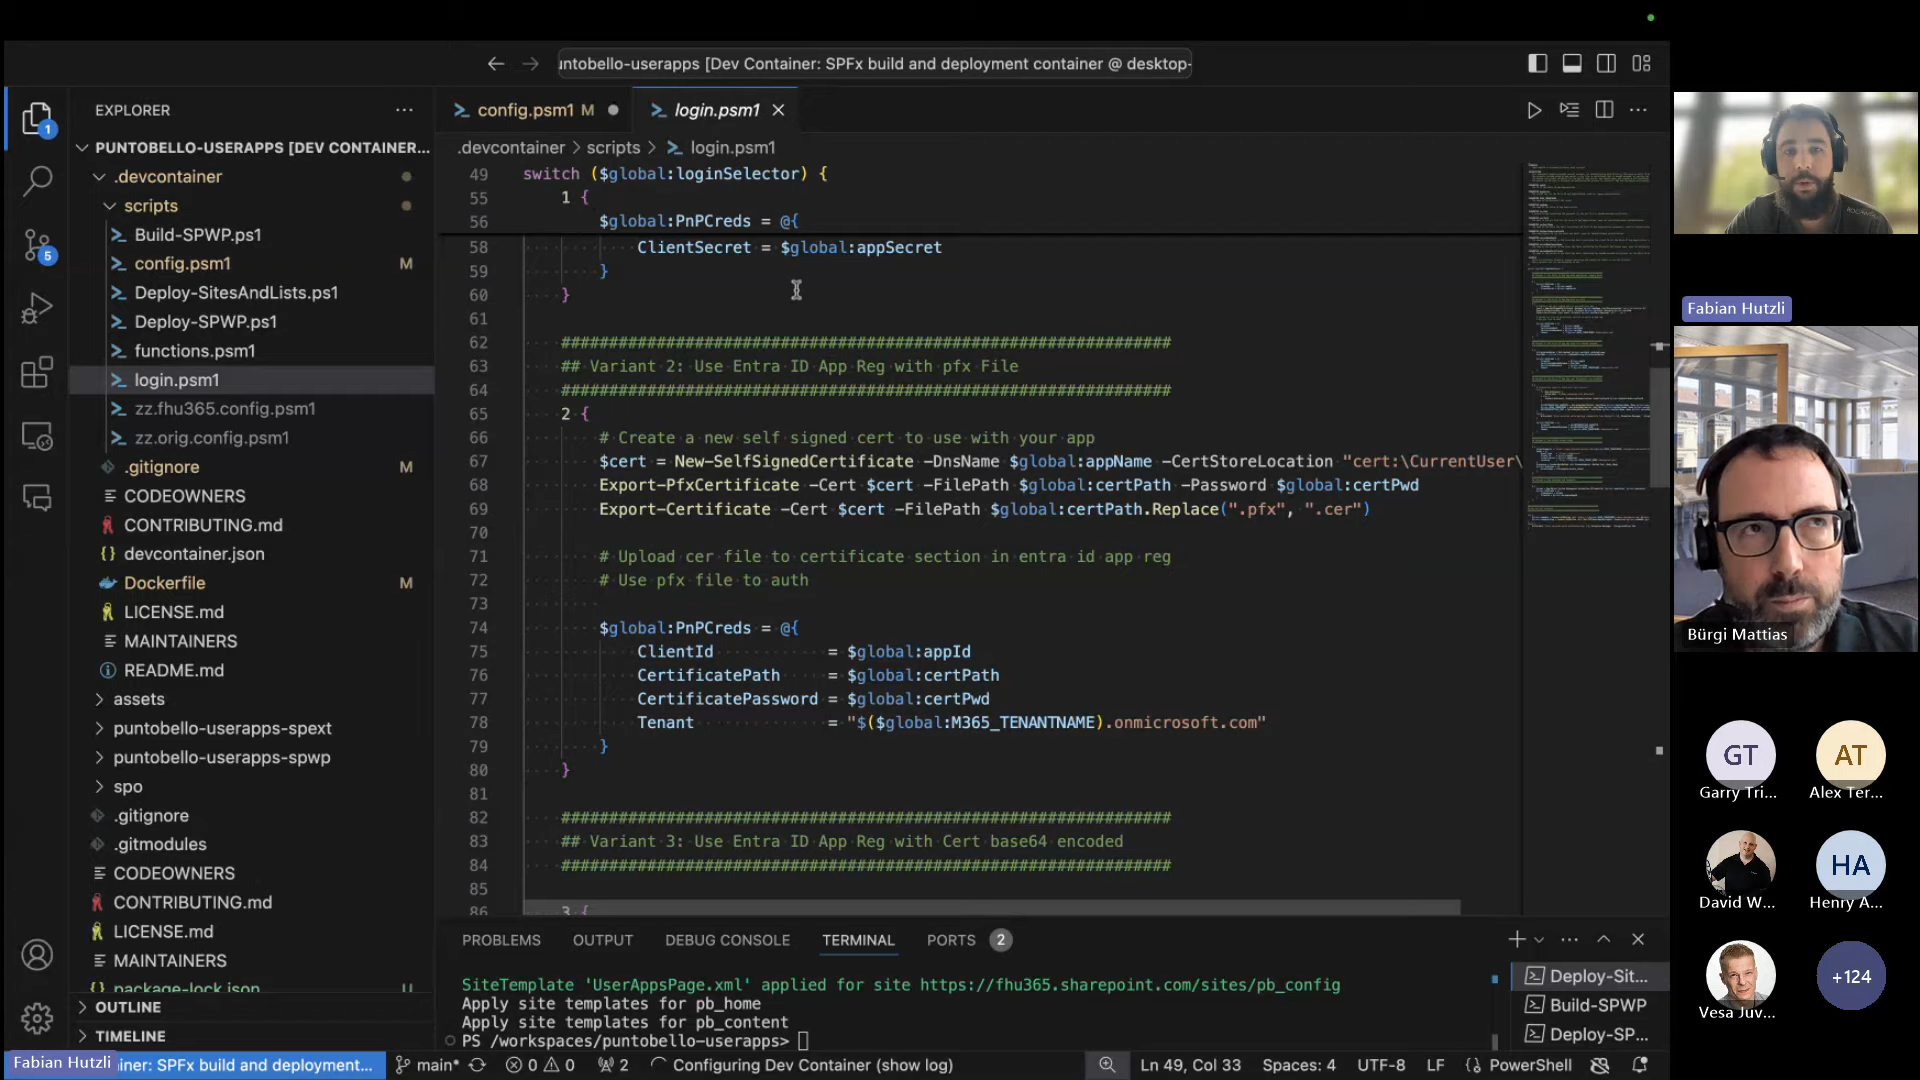 untobello-userapps [Dev Container: SPFx build and deployment container @ desktop-
EXPLORER
PUNTOBELLO-USERAPPS [DEV CONTAINER...
.devcontainer
scripts
Build-SPWP.ps1
config.psm1 M
Deploy-SitesAndLists.ps1
Deploy-SPWP.ps1
functions.psm1
login.psm1
zz.fhu365.config.psm1
zz.orig.config.psm1
.gitignore M
CODEOWNERS
CONTRIBUTING.md
devcontainer.json
Dockerfile M
LICENSE.md
MAINTAINERS
README.md
assets
puntobello-userapps-spext
puntobello-userapps-spwp
spo
.gitignore
.gitmodules
CODEOWNERS
CONTRIBUTING.md
LICENSE.md
MAINTAINERS
package-lock.json U
OUTLINE
TIMELINE
1
5
config.psm1 M
login.psm1
.devcontainer > scripts > login.psm1
49 switch ($global:loginSelector) {
55 1 {
56 $global:PnPCreds = @{
58 ClientSecret = $global:appSecret
59 }
60 }
61
62 ################################################################
63 ## Variant 2: Use Entra ID App Reg with pfx File
64 ################################################################
65 2 {
66 # Create a new self signed cert to use with your app
67 $cert = New-SelfSignedCertificate -DnsName $global:appName -CertStoreLocation "cert:\CurrentUser\
68 Export-PfxCertificate -Cert $cert -FilePath $global:certPath -Password $global:certPwd
69 Export-Certificate -Cert $cert -FilePath $global:certPath.Replace(".pfx", ".cer")
70
71 # Upload cer file to certificate section in entra id app reg
72 # Use pfx file to auth
73
74 $global:PnPCreds = @{
75 ClientId = $global:appId
76 CertificatePath = $global:certPath
77 CertificatePassword = $global:certPwd
78 Tenant = "$($global:M365_TENANTNAME).onmicrosoft.com"
79 }
80 }
81
82 ################################################################
83 ## Variant 3: Use Entra ID App Reg with Cert base64 encoded
84 ################################################################
85
86 3 {
PROBLEMS OUTPUT DEBUG CONSOLE TERMINAL PORTS 2
SiteTemplate 'UserAppsPage.xml' applied for site https://fhu365.sharepoint.com/sites/pb_config
Apply site templates for pb_home
Apply site templates for pb_content
PS /workspaces/puntobello-userapps>
Deploy-Sit...
Build-SPWP
Deploy-SP...
Fabian Hutzli
iner: SPFx build and deployment...
main* 0 0 2 Configuring Dev Container (show log)
Ln 49, Col 33 Spaces: 4 UTF-8 LF PowerShell
Fabian Hutzli
Bürgi Mattias
GT
Garry Tri...
AT
Alex Ter...
David W...
HA
Henry A...
Vesa Juv...
+124